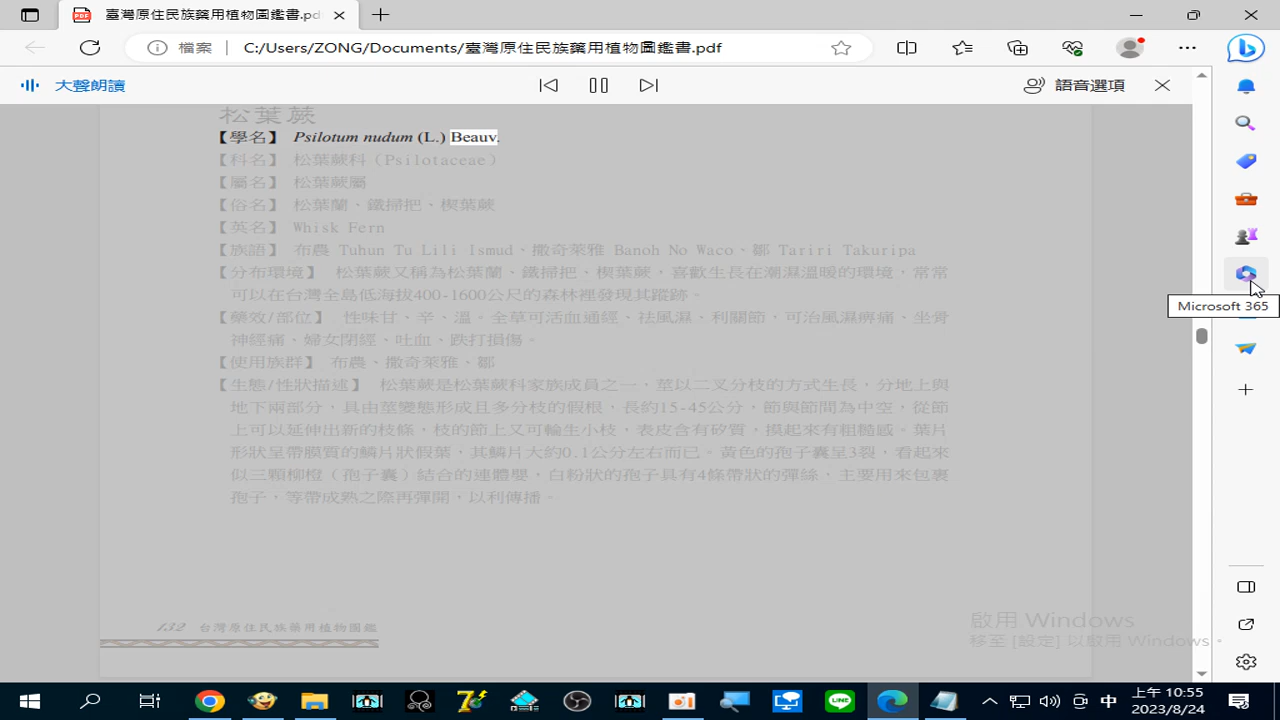 臺灣原住民族藥用植物圖鑑書.pdf
檔案
C:/Users/ZONG/Documents/臺灣原住民族藥用植物圖鑑書.pdf
大聲朗讀
語音選項
松葉蕨
【學名】 Psilotum nudum (L.) Beauv.
【科名】 松葉蕨科（Psilotaceae）
【屬名】 松葉蕨屬
【俗名】 松葉蘭、鐵掃把、楔葉蕨
【英名】 Whisk Fern
【族語】 布農 Tuhun Tu Lili Ismud、撒奇萊雅 Banoh No Waco、鄒 Tariri Takuripa
【分布環境】 松葉蕨又稱為松葉蘭、鐵掃把、楔葉蕨，喜歡生長在潮濕溫暖的環境，常常
可以在台灣全島低海拔400-1600公尺的森林裡發現其蹤跡。
【藥效/部位】 性味甘、辛、溫。全草可活血通經、祛風濕、利關節，可治風濕痹痛、坐骨
神經痛、婦女閉經、吐血、跌打損傷。
【使用族群】 布農、撒奇萊雅、鄒
【生態/性狀描述】 松葉蕨是松葉蕨科家族成員之一，莖以二叉分枝的方式生長，分地上與
地下兩部分，具由莖變態形成且多分枝的假根，長約15-45公分，節與節間為中空，從節
上可以延伸出新的枝條，枝的節上又可輪生小枝，表皮含有矽質，摸起來有粗糙感。葉片
形狀呈帶膜質的鱗片狀假葉，其鱗片大約0.1公分左右而已。黃色的孢子囊呈3裂，看起來
似三顆柳橙（孢子囊）結合的連體嬰，白粉狀的孢子具有4條帶狀的彈絲，主要用來包裹
孢子，等帶成熟之際再彈開，以利傳播。
132 台灣原住民族藥用植物圖鑑
Microsoft 365
啟用 Windows
移至 [設定] 以啟用 Windows。
中
上午 10:55
2023/8/24